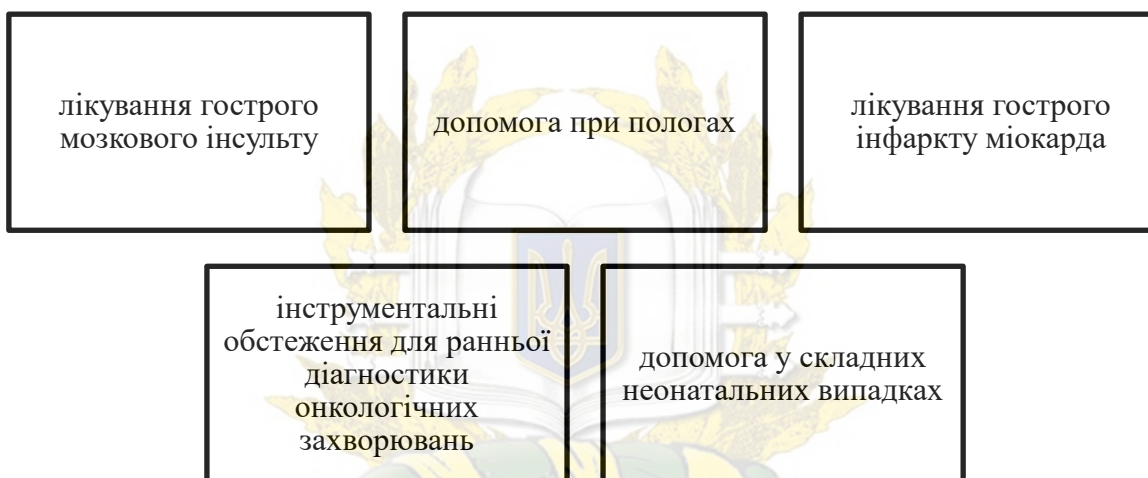 лікування гострого
мозкового інсульту
допомога при пологах
лікування гострого
інфаркту міокарда
інструментальні
обстеження для ранньої
діагностики
онкологічних
захворювань
допомога у складних
неонатальних випадках